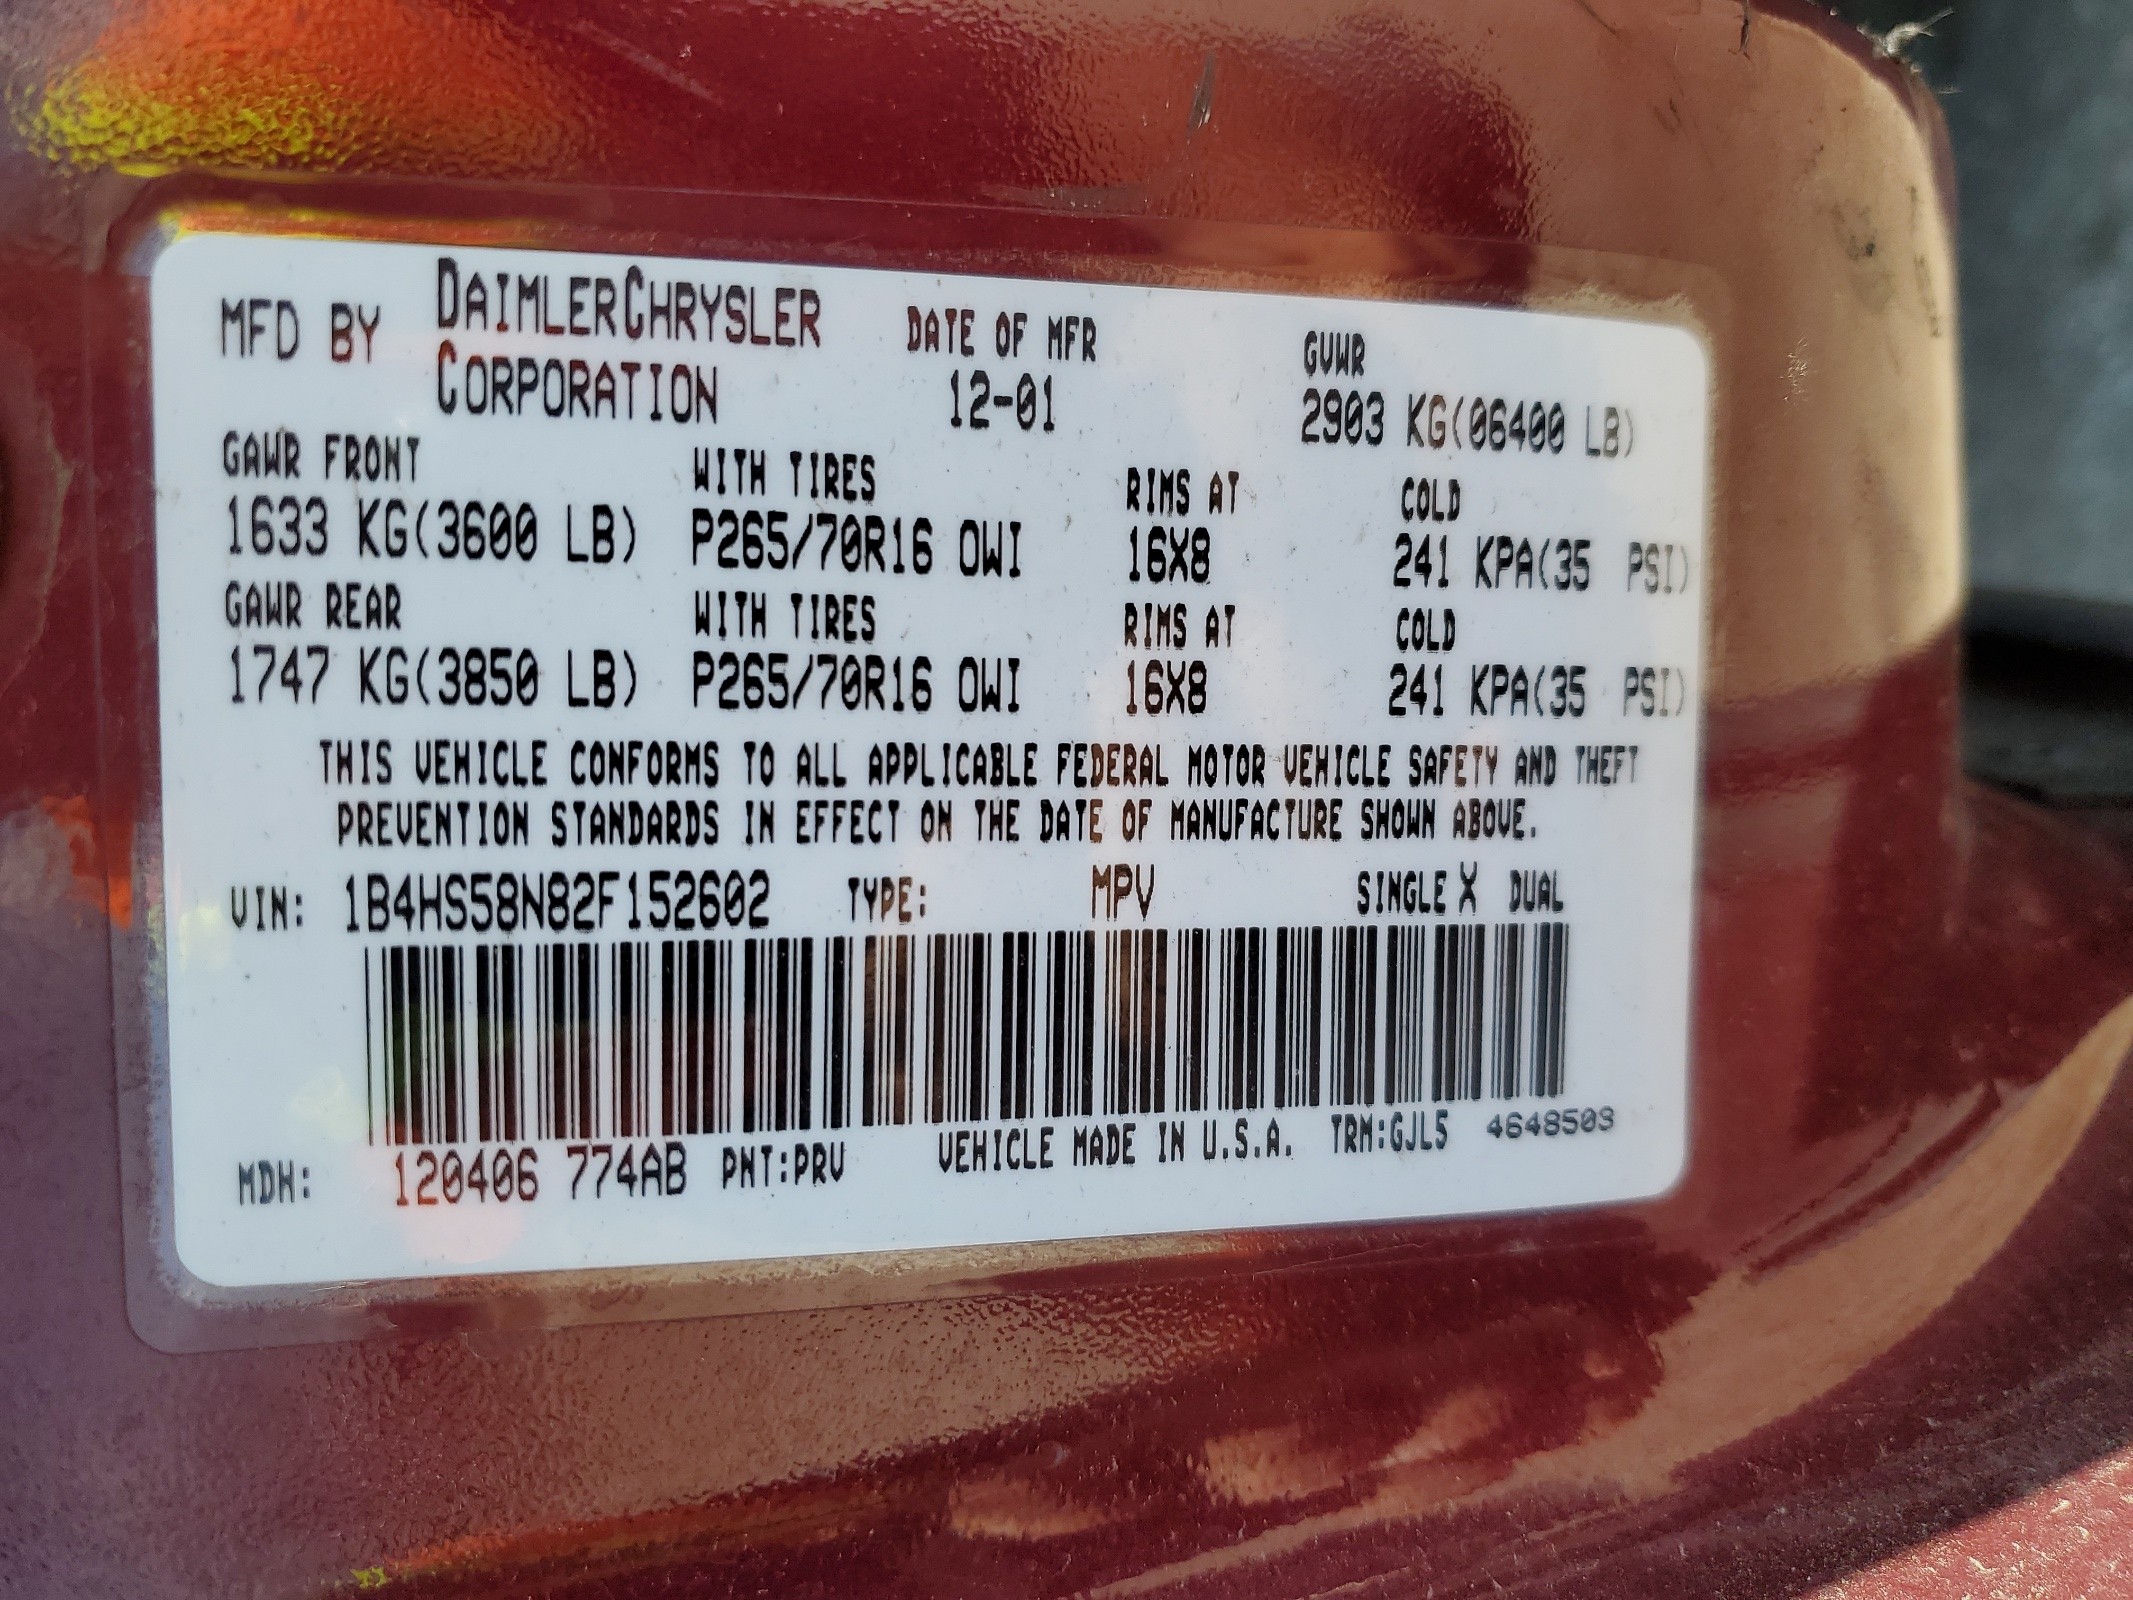 MFD BY DAIMLERCHRYSLER CORPORATION DATE OF MFR 12-01 GVWR 2903 KG(06400 LB)
GAWR FRONT WITH TIRES RIMS AT COLD
1633 KG(3600 LB) P265/70R16 OWI 16X8 241 KPA(35 PSI)
GAWR REAR WITH TIRES RIMS AT COLD
1747 KG(3850 LB) P265/70R16 OWI 16X8 241 KPA(35 PSI)
THIS VEHICLE CONFORMS TO ALL APPLICABLE FEDERAL MOTOR VEHICLE SAFETY AND THEFT
PREVENTION STANDARDS IN EFFECT ON THE DATE OF MANUFACTURE SHOWN ABOVE.
VIN: 1B4HS58N82F152602 TYPE: MPV SINGLE X DUAL
MDH: 120406 774AB PNT:PRV VEHICLE MADE IN U.S.A. TRM:GJL5 4648503